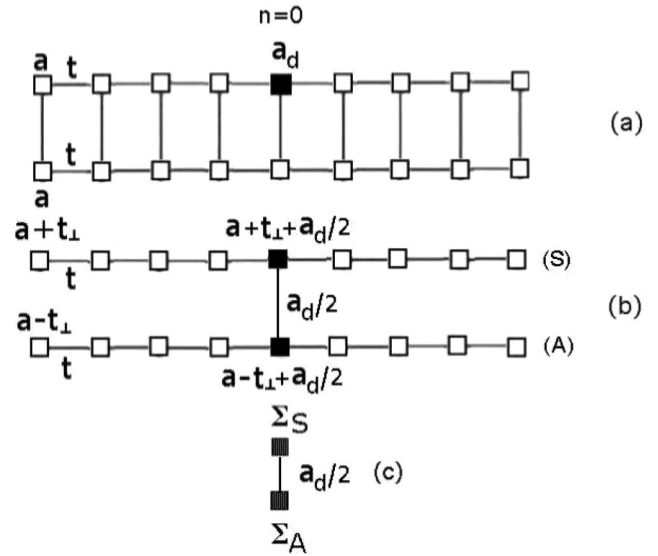 n=0
a t a_d
t
a
(a)
a+t⊥ a+t⊥+a_d/2
t (S)
a_d/2 (b)
a-t⊥ (A)
t a-t⊥+a_d/2
Σ_S
a_d/2 (c)
Σ_A